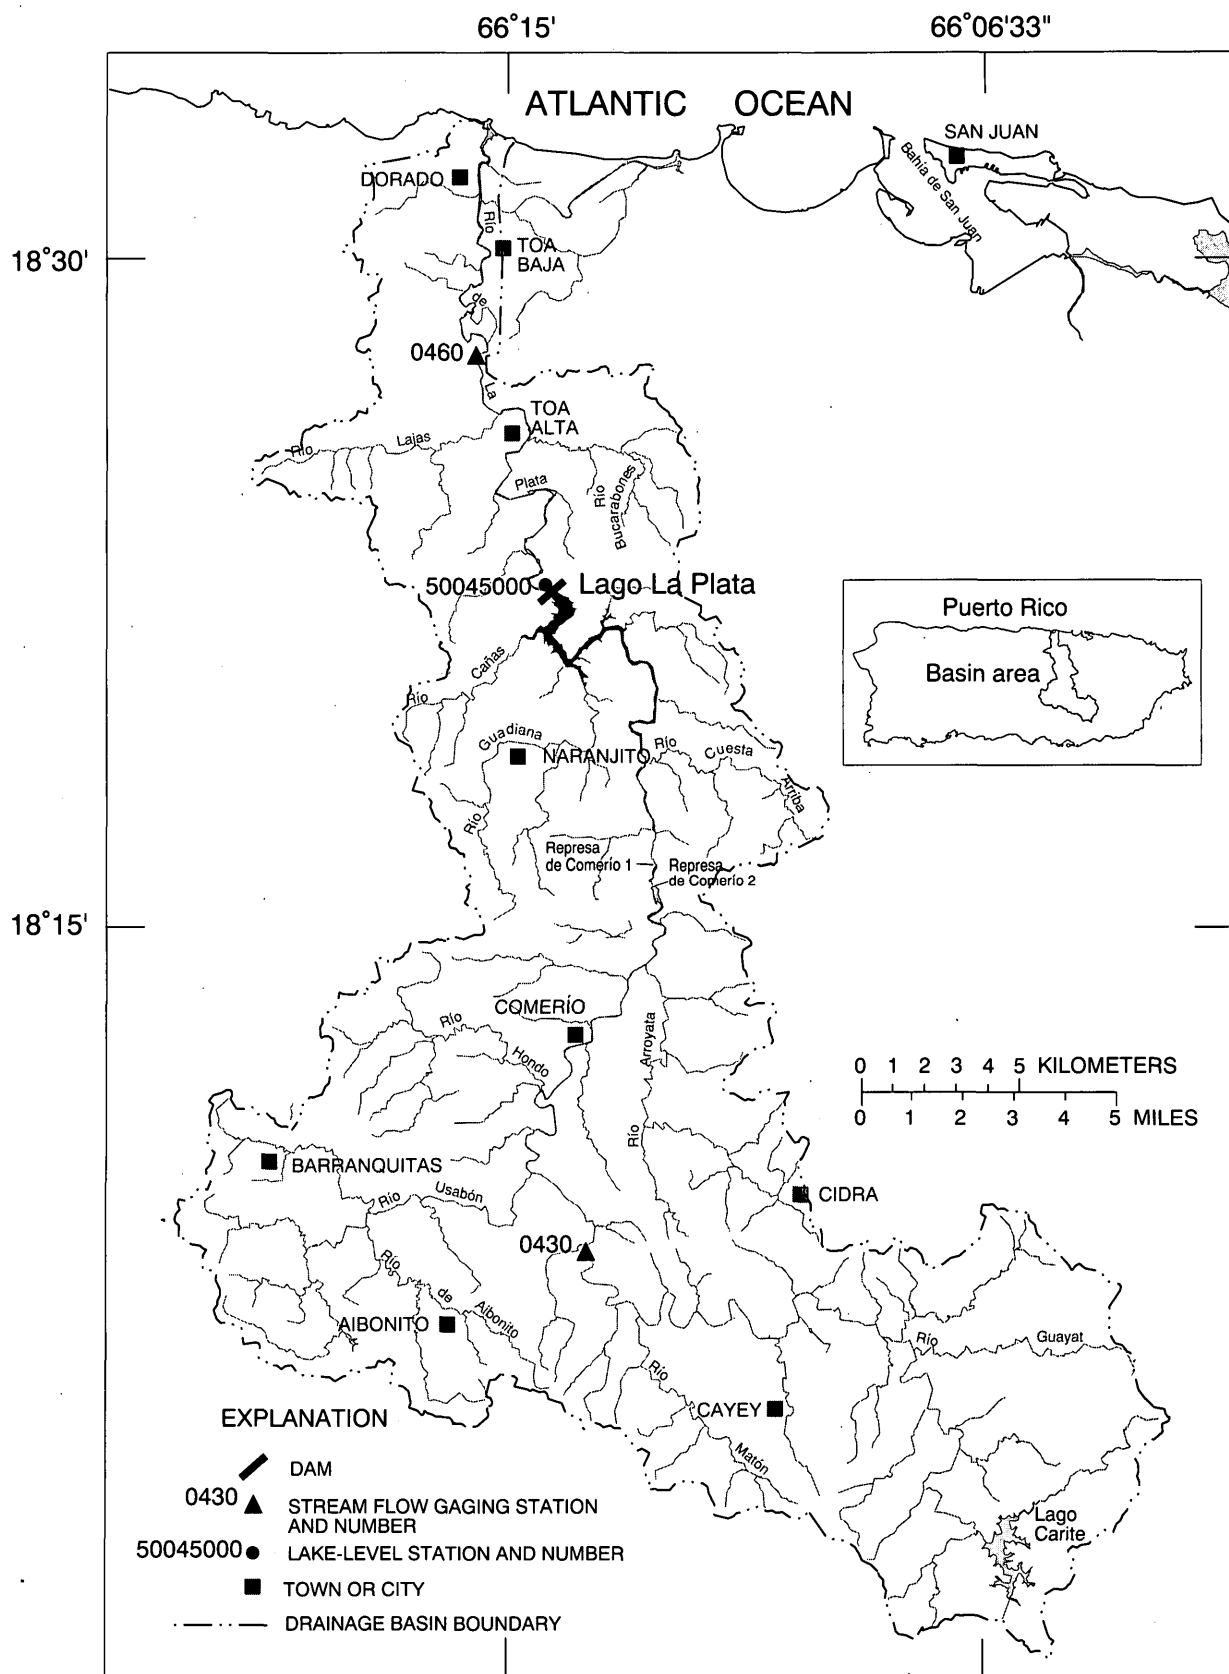 66°15'
66°06'33"
ATLANTIC OCEAN
SAN JUAN
Bahía de San Juan
DORADO
Río
TOA
BAJA
18°30'
de
0460
La
TOA
ALTA
Río Lajas
Plata
Río
Bucarabones
50045000
Lago La Plata
Puerto Rico
Basin area
Río Cañas
Guadiana
NARANJITO
Río Cuesta Arriba
Río
Represa
de Comerío 1
Represa
de Comerío 2
18°15'
COMERÍO
Río Hondo
Arroyata
Río
0 1 2 3 4 5 KILOMETERS
0 1 2 3 4 5 MILES
BARRANQUITAS
Río Usabón
CIDRA
0430
Río de Aibonito
AIBONITO
Río Guayat
Río Matón
CAYEY
Lago
Carite
EXPLANATION
DAM
0430 STREAM FLOW GAGING STATION
AND NUMBER
50045000 LAKE-LEVEL STATION AND NUMBER
TOWN OR CITY
DRAINAGE BASIN BOUNDARY